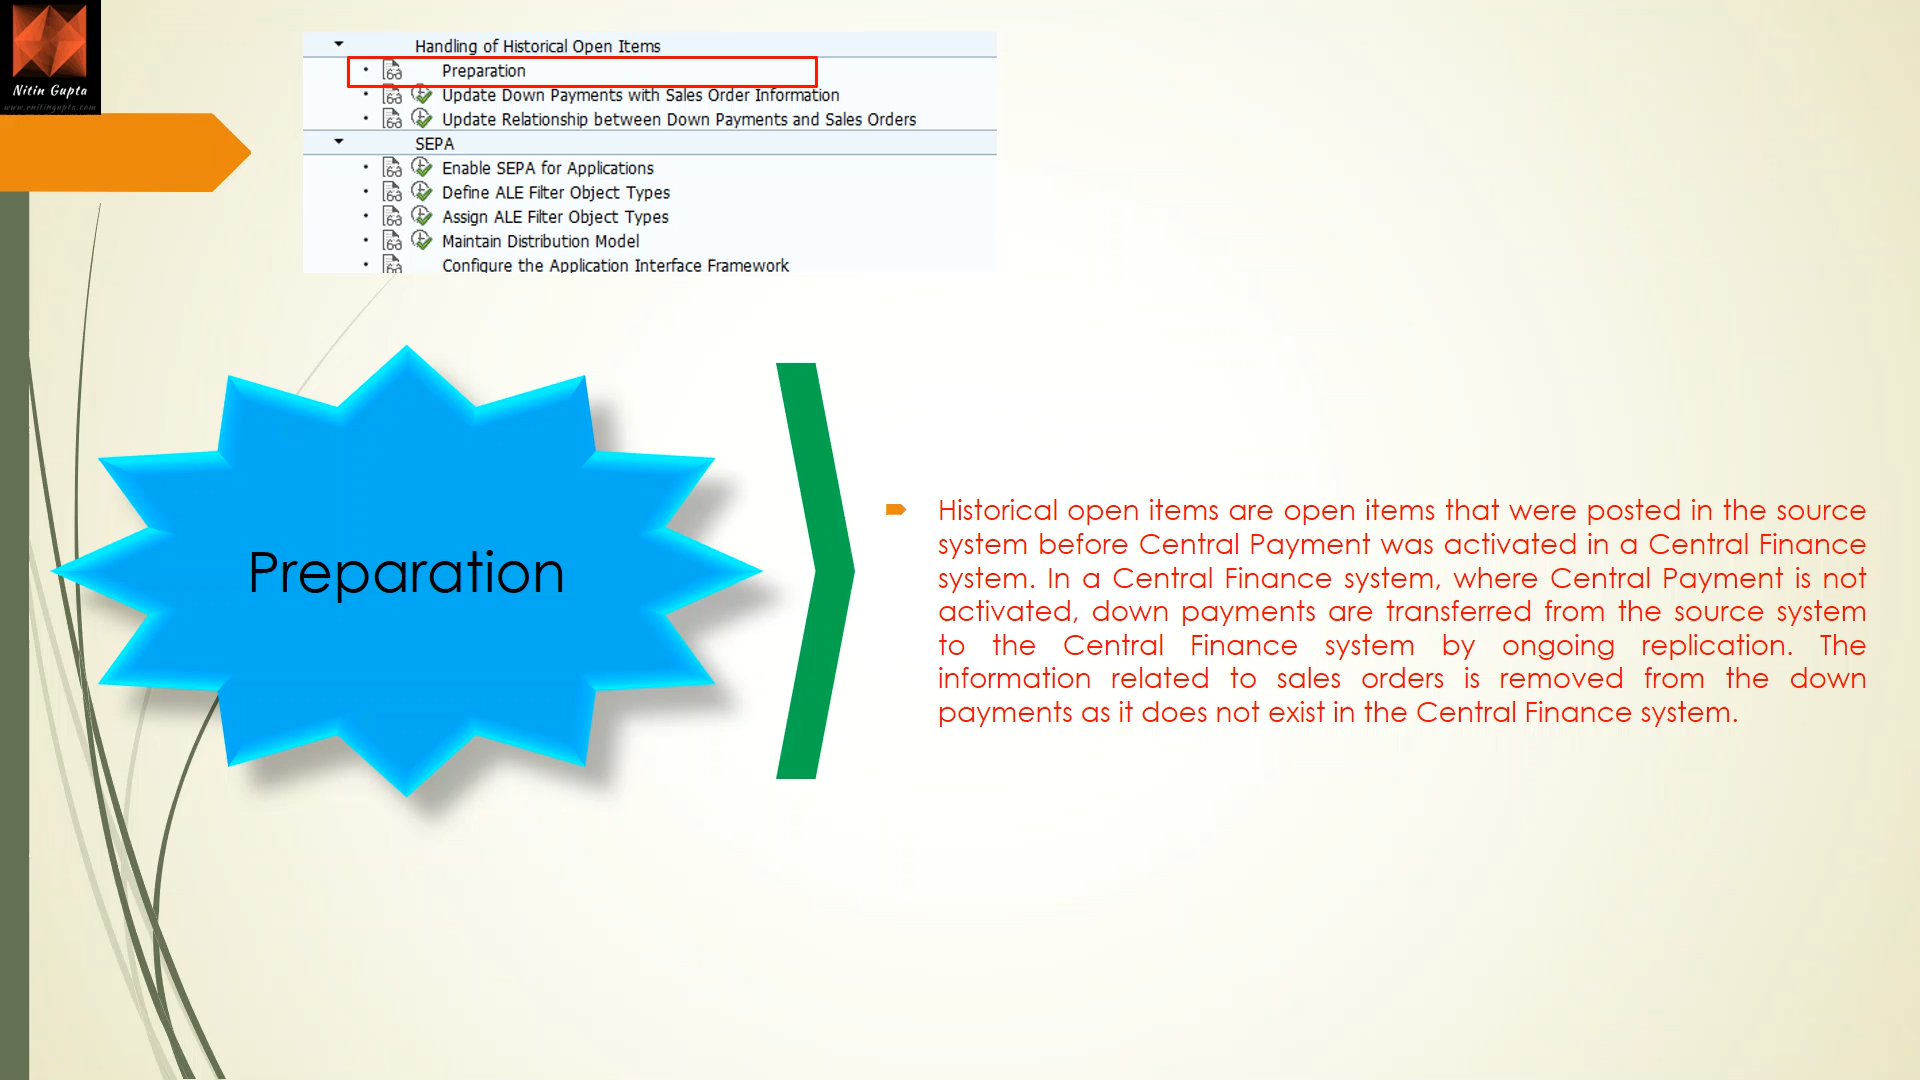 Nitin Gupta
www.enitingupta.com
Handling of Historical Open Items
Preparation
Update Down Payments with Sales Order Information
Update Relationship between Down Payments and Sales Orders
SEPA
Enable SEPA for Applications
Define ALE Filter Object Types
Assign ALE Filter Object Types
Maintain Distribution Model
Configure the Application Interface Framework
Preparation
Historical open items are open items that were posted in the source
system before Central Payment was activated in a Central Finance
system. In a Central Finance system, where Central Payment is not
activated, down payments are transferred from the source system
to the Central Finance system by ongoing replication. The
information related to sales orders is removed from the down
payments as it does not exist in the Central Finance system.